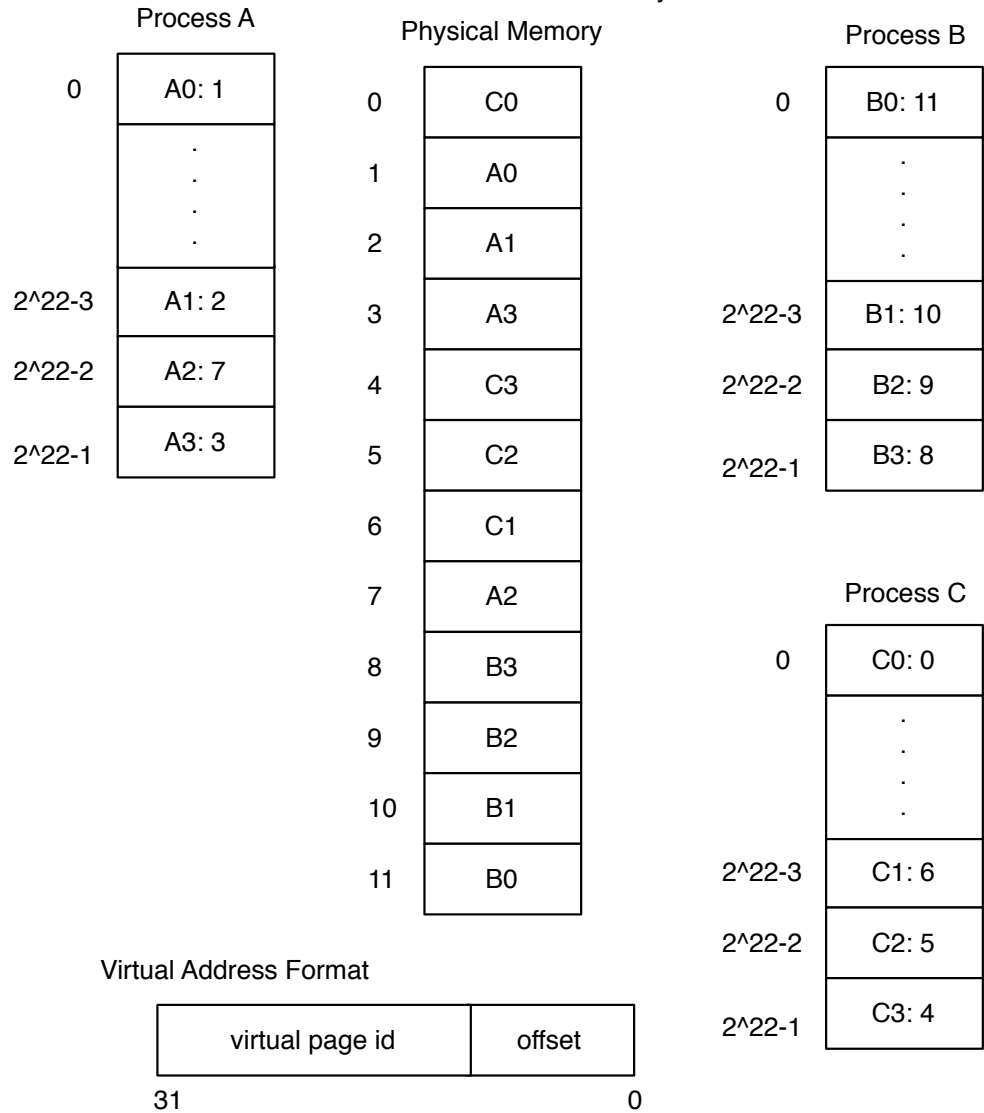 Process A
0
A0: 1
.
.
.
.
2^22-3
A1: 2
2^22-2
A2: 7
2^22-1
A3: 3
Physical Memory
0
C0
1
A0
2
A1
3
A3
4
C3
5
C2
6
C1
7
A2
8
B3
9
B2
10
B1
11
B0
Process B
0
B0: 11
.
.
.
.
2^22-3
B1: 10
2^22-2
B2: 9
2^22-1
B3: 8
Process C
0
C0: 0
.
.
.
.
2^22-3
C1: 6
2^22-2
C2: 5
2^22-1
C3: 4
Virtual Address Format
virtual page id
offset
31
0